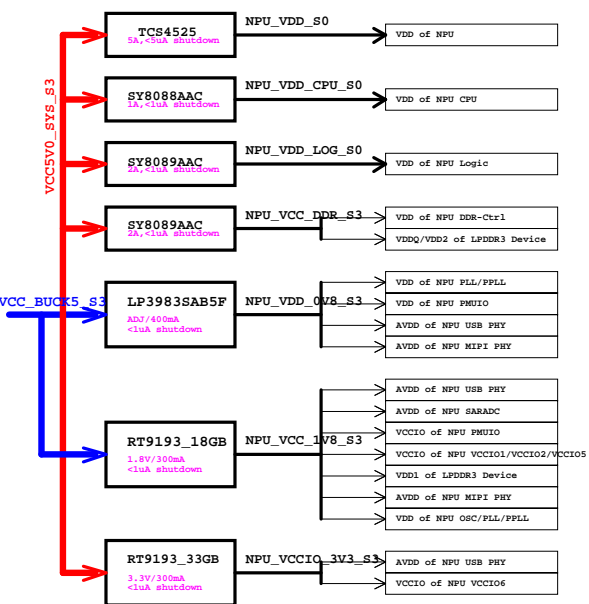 VCC5V0_SYS_S3
TCS4525
5A,<5uA shutdown
NPU_VDD_S0
VDD of NPU
SY8088AAC
1A,<1uA shutdown
NPU_VDD_CPU_S0
VDD of NPU CPU
SY8089AAC
2A,<1uA shutdown
NPU_VDD_LOG_S0
VDD of NPU Logic
SY8089AAC
2A,<1uA shutdown
NPU_VCC_DDR_S3
VDD of NPU DDR-Ctrl
VDDQ/VDD2 of LPDDR3 Device
VCC_BUCK5_S3
LP3983SAB5F
ADJ/400mA
<1uA shutdown
NPU_VDD_0V8_S3
VDD of NPU PLL/PPLL
VDD of NPU PMUIO
AVDD of NPU USB PHY
AVDD of NPU MIPI PHY
RT9193_18GB
1.8V/300mA
<1uA shutdown
NPU_VCC_1V8_S3
AVDD of NPU USB PHY
AVDD of NPU SARADC
VCCIO of NPU PMUIO
VCCIO of NPU VCCIO1/VCCIO2/VCCIO5
VDD1 of LPDDR3 Device
AVDD of NPU MIPI PHY
VDD of NPU OSC/PLL/PPLL
RT9193_33GB
3.3V/300mA
<1uA shutdown
NPU_VCCIO_3V3_S3
AVDD of NPU USB PHY
VCCIO of NPU VCCIO6